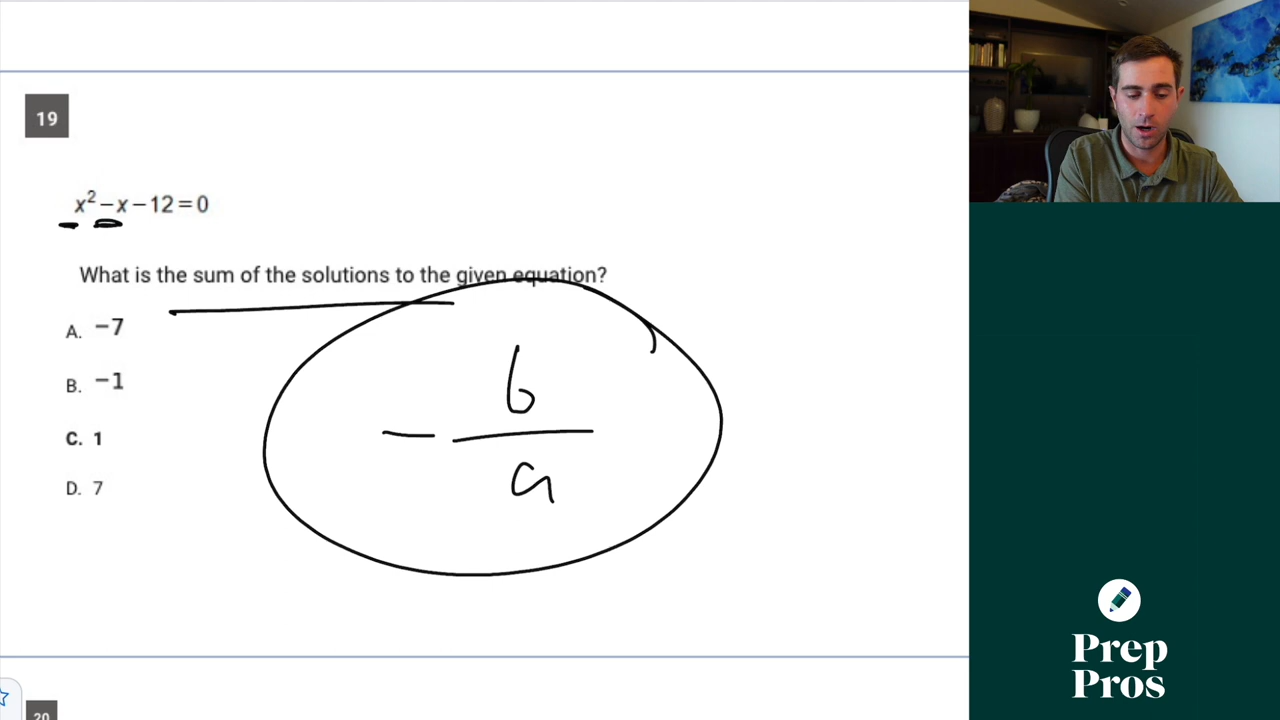 19
x² − x − 12 = 0
What is the sum of the solutions to the given equation?
A. −7
B. −1
C. 1
D. 7
− b
a
Prep
Pros
20